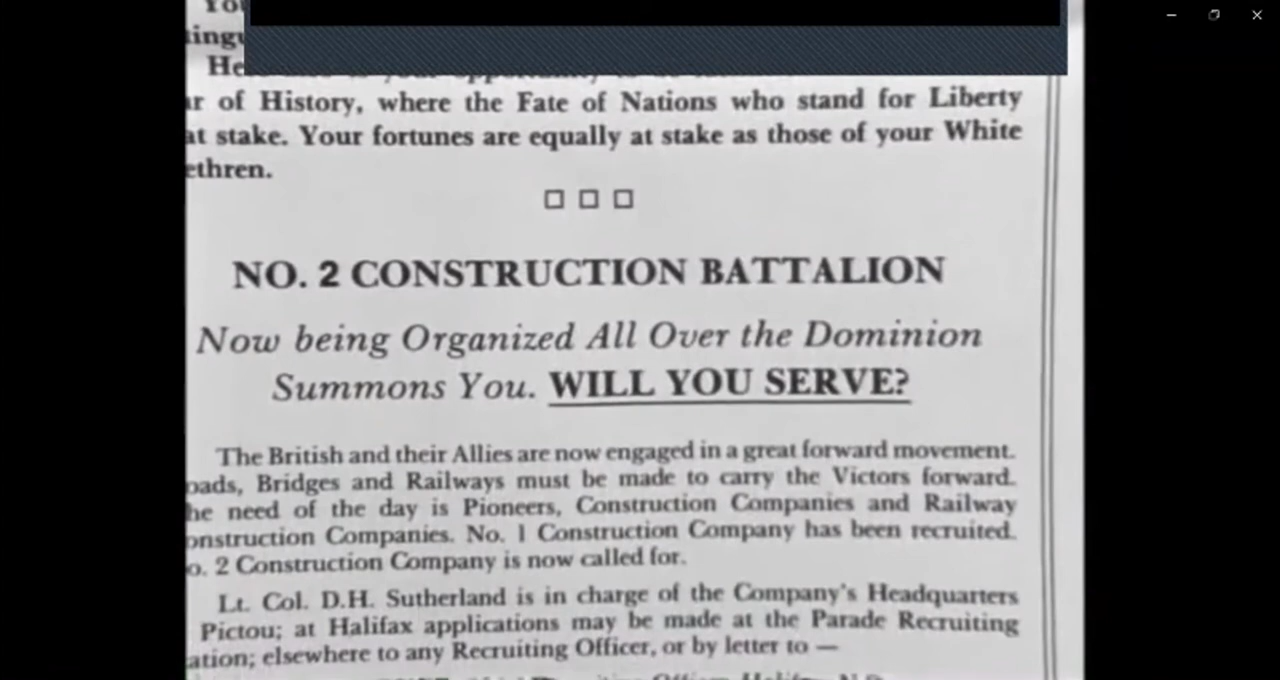 You
tingu
He
ar of History, where the Fate of Nations who stand for Liberty
at stake. Your fortunes are equally at stake as those of your White
ethren.
NO. 2 CONSTRUCTION BATTALION
Now being Organized All Over the Dominion
Summons You. WILL YOU SERVE?
The British and their Allies are now engaged in a great forward movement.
oads, Bridges and Railways must be made to carry the Victors forward.
he need of the day is Pioneers, Construction Companies and Railway
onstruction Companies. No. 1 Construction Company has been recruited.
o. 2 Construction Company is now called for.
Lt. Col. D.H. Sutherland is in charge of the Company's Headquarters
Pictou; at Halifax applications may be made at the Parade Recruiting
ation; elsewhere to any Recruiting Officer, or by letter to —